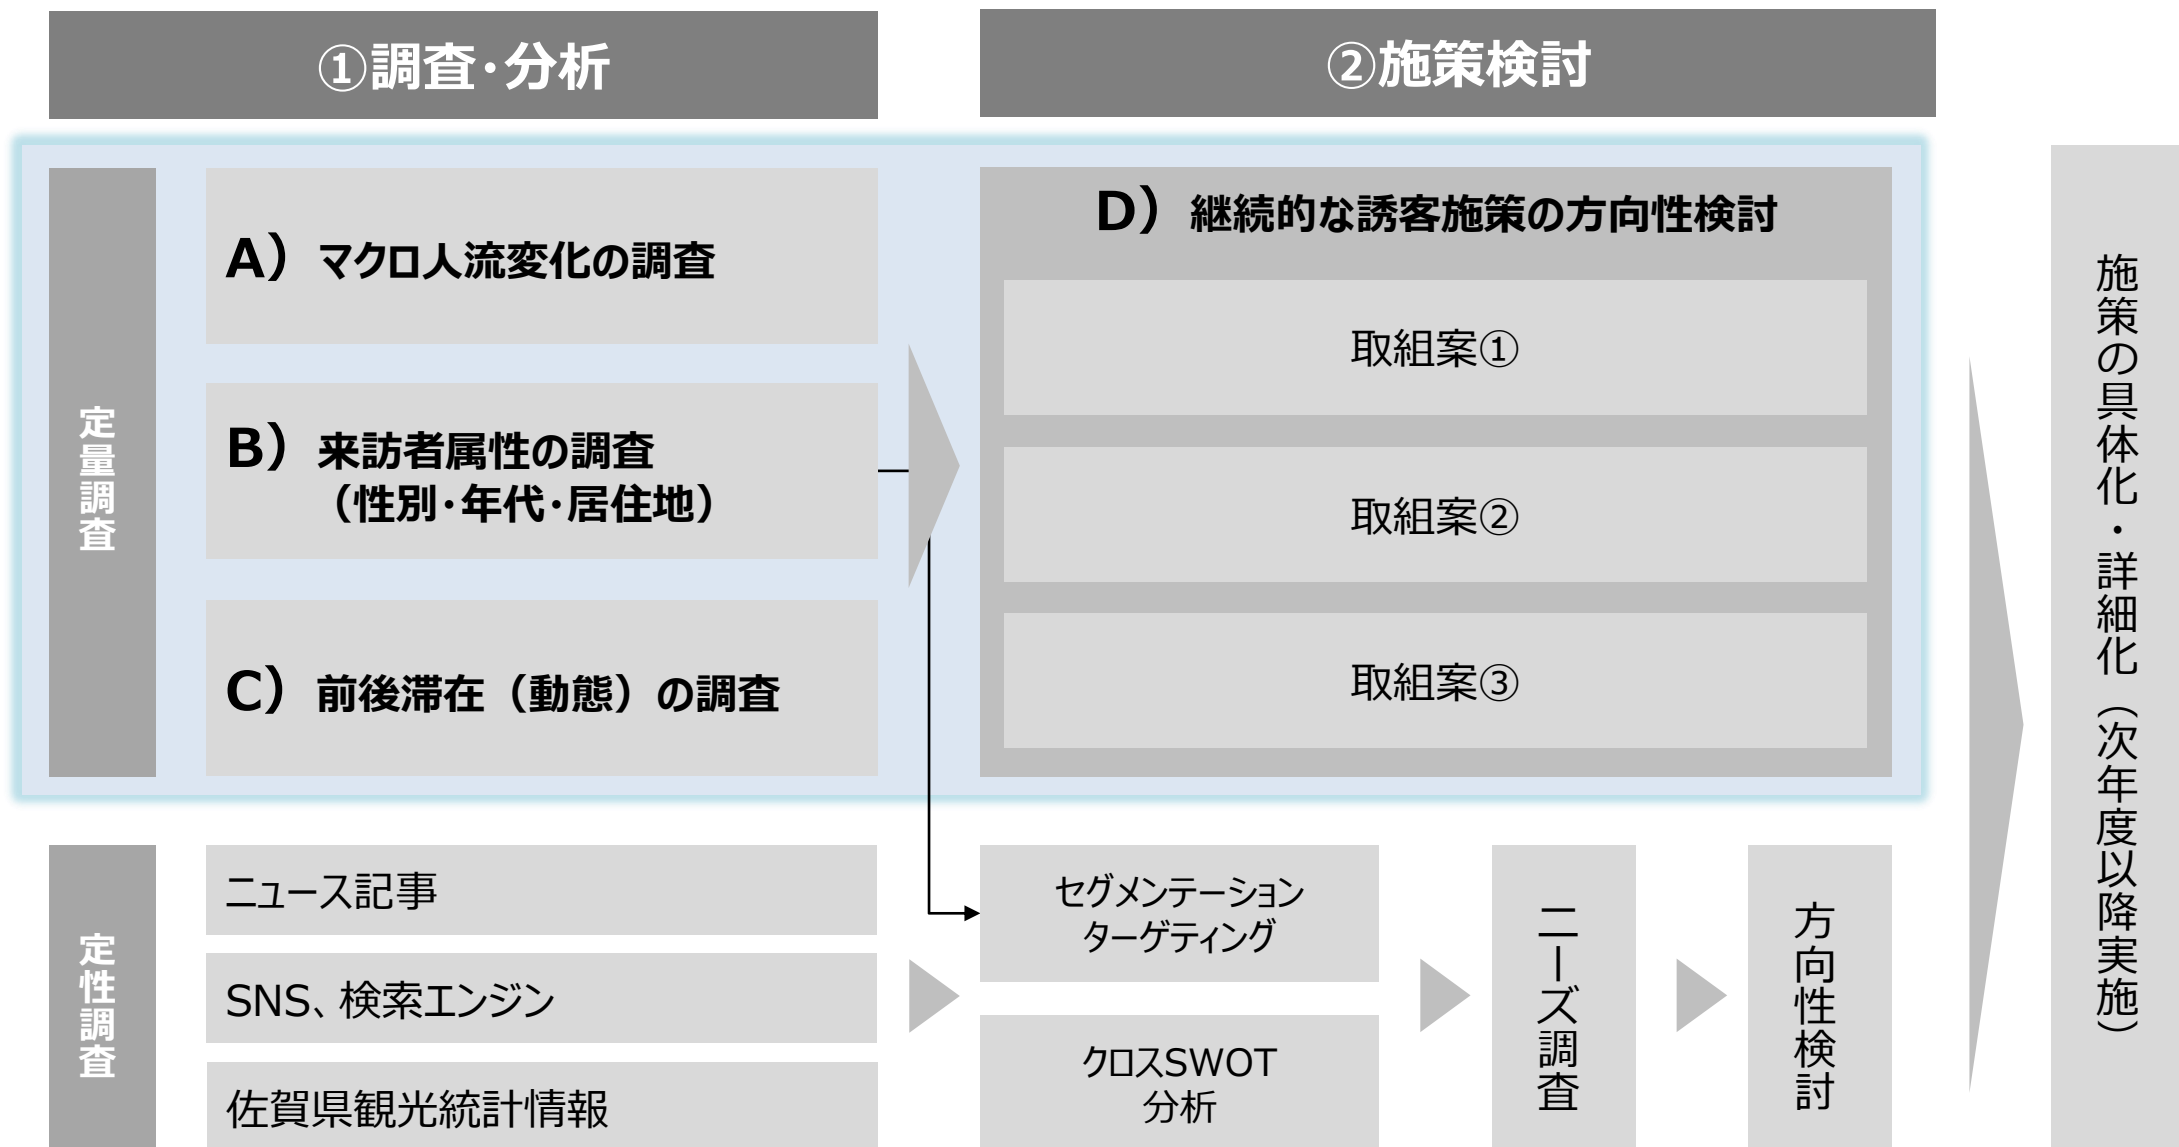 ①調査・分析
②施策検討
定量調査
A）マクロ人流変化の調査
B）来訪者属性の調査
（性別・年代・居住地）
C）前後滞在（動態）の調査
D）継続的な誘客施策の方向性検討
取組案①
取組案②
取組案③
定性調査
ニュース記事
SNS、検索エンジン
佐賀県観光統計情報
セグメンテーション
ターゲティング
クロスSWOT
分析
ニーズ調査
方向性検討
施策の具体化・詳細化（次年度以降実施）